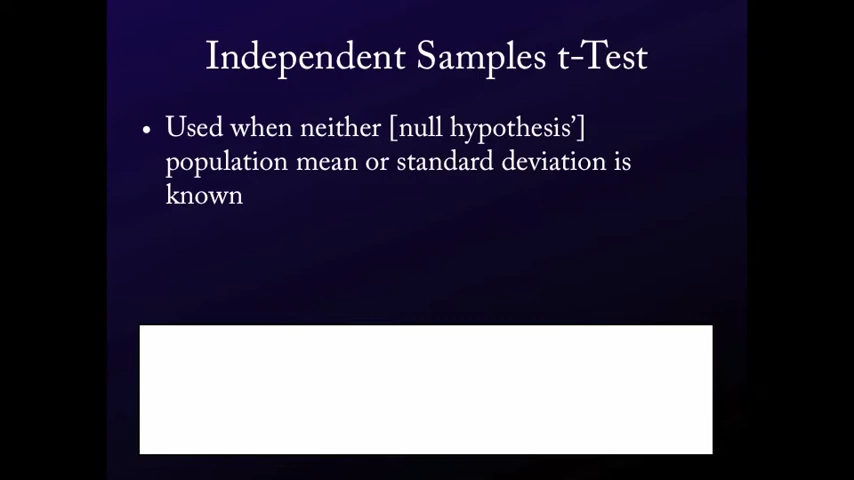 Independent Samples t-Test
• Used when neither [null hypothesis’]
population mean or standard deviation is
known